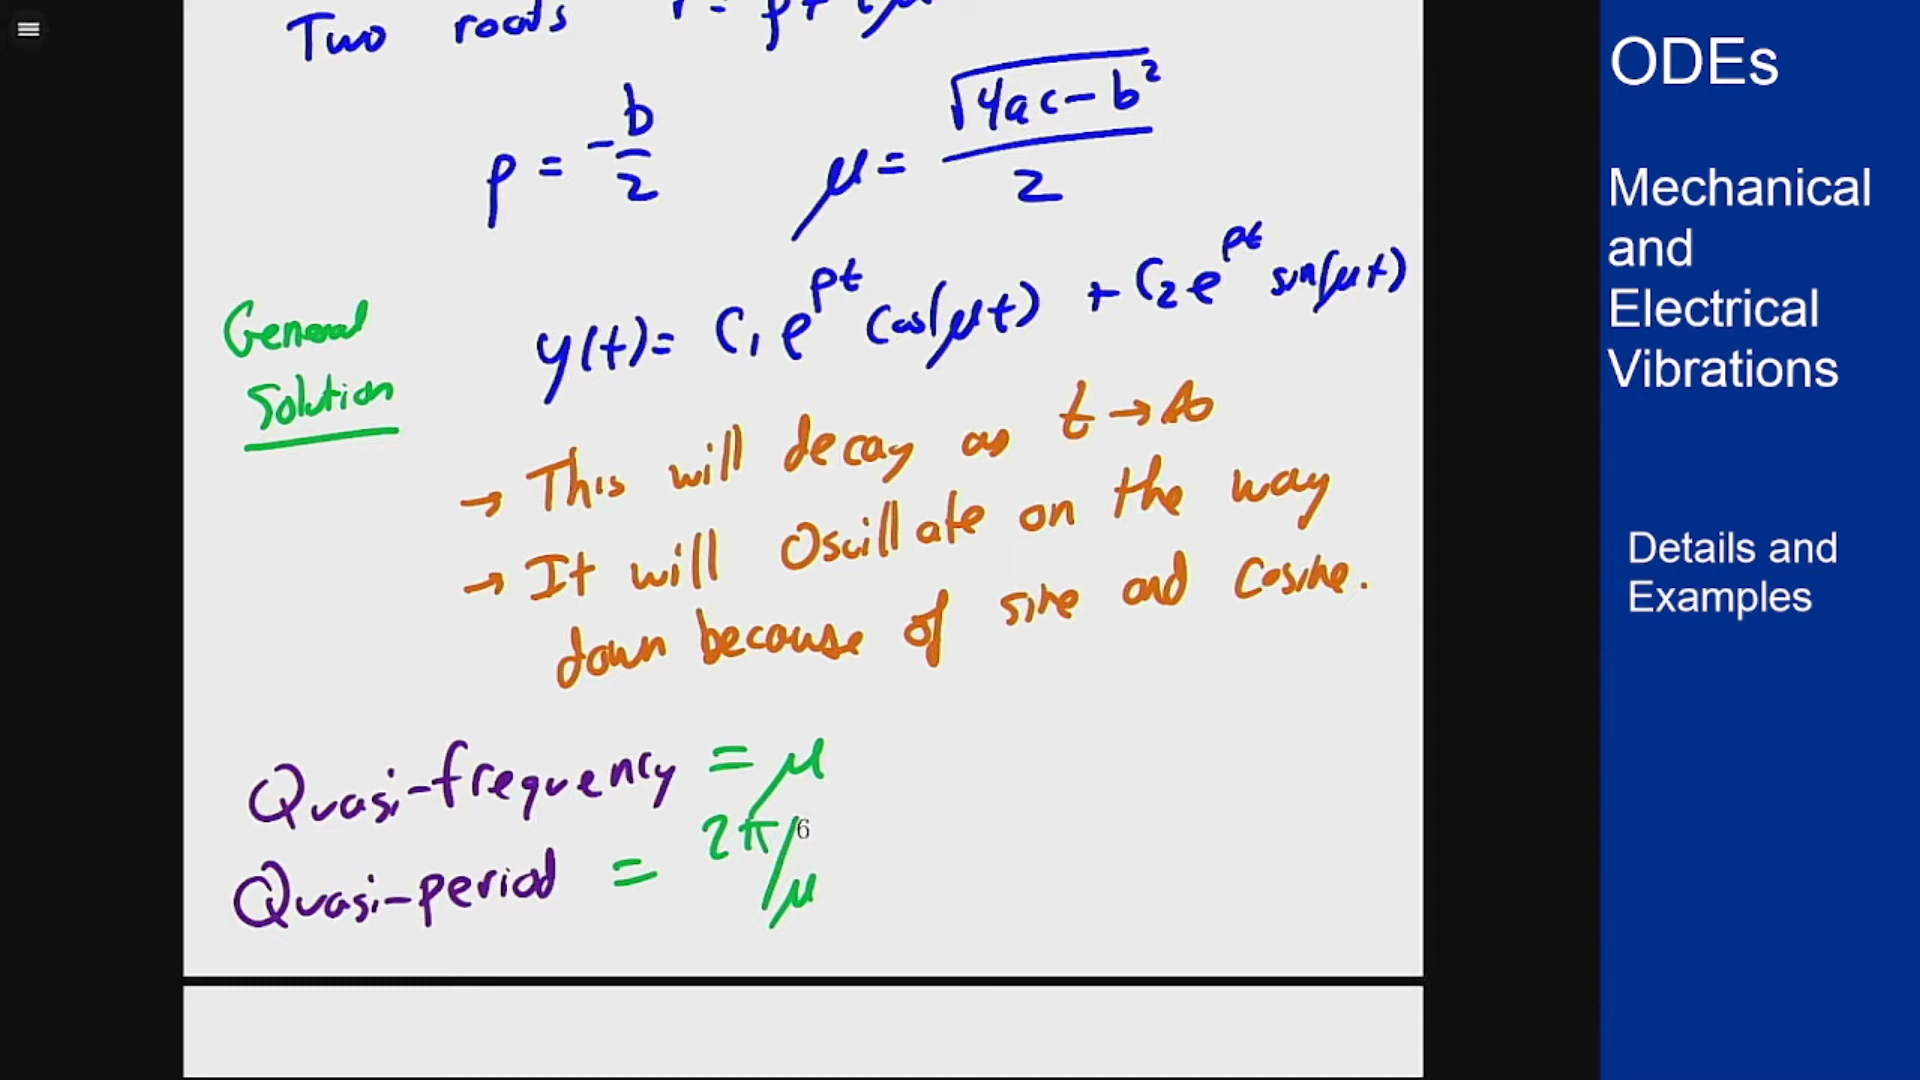 Two roots r = ρ + iμ
ρ = -b/2 μ = √(4ac - b²)/2
General
Solution
y(t) = C₁e^{ρt} cos(μt) + C₂e^{ρt} sin(μt)
→ This will decay as t → ∞
→ It will Oscillate on the way
down because of sine and cosine.
Quasi-frequency = μ
Quasi-period = 2π/μ
6
ODEs
Mechanical
and
Electrical
Vibrations
Details and
Examples